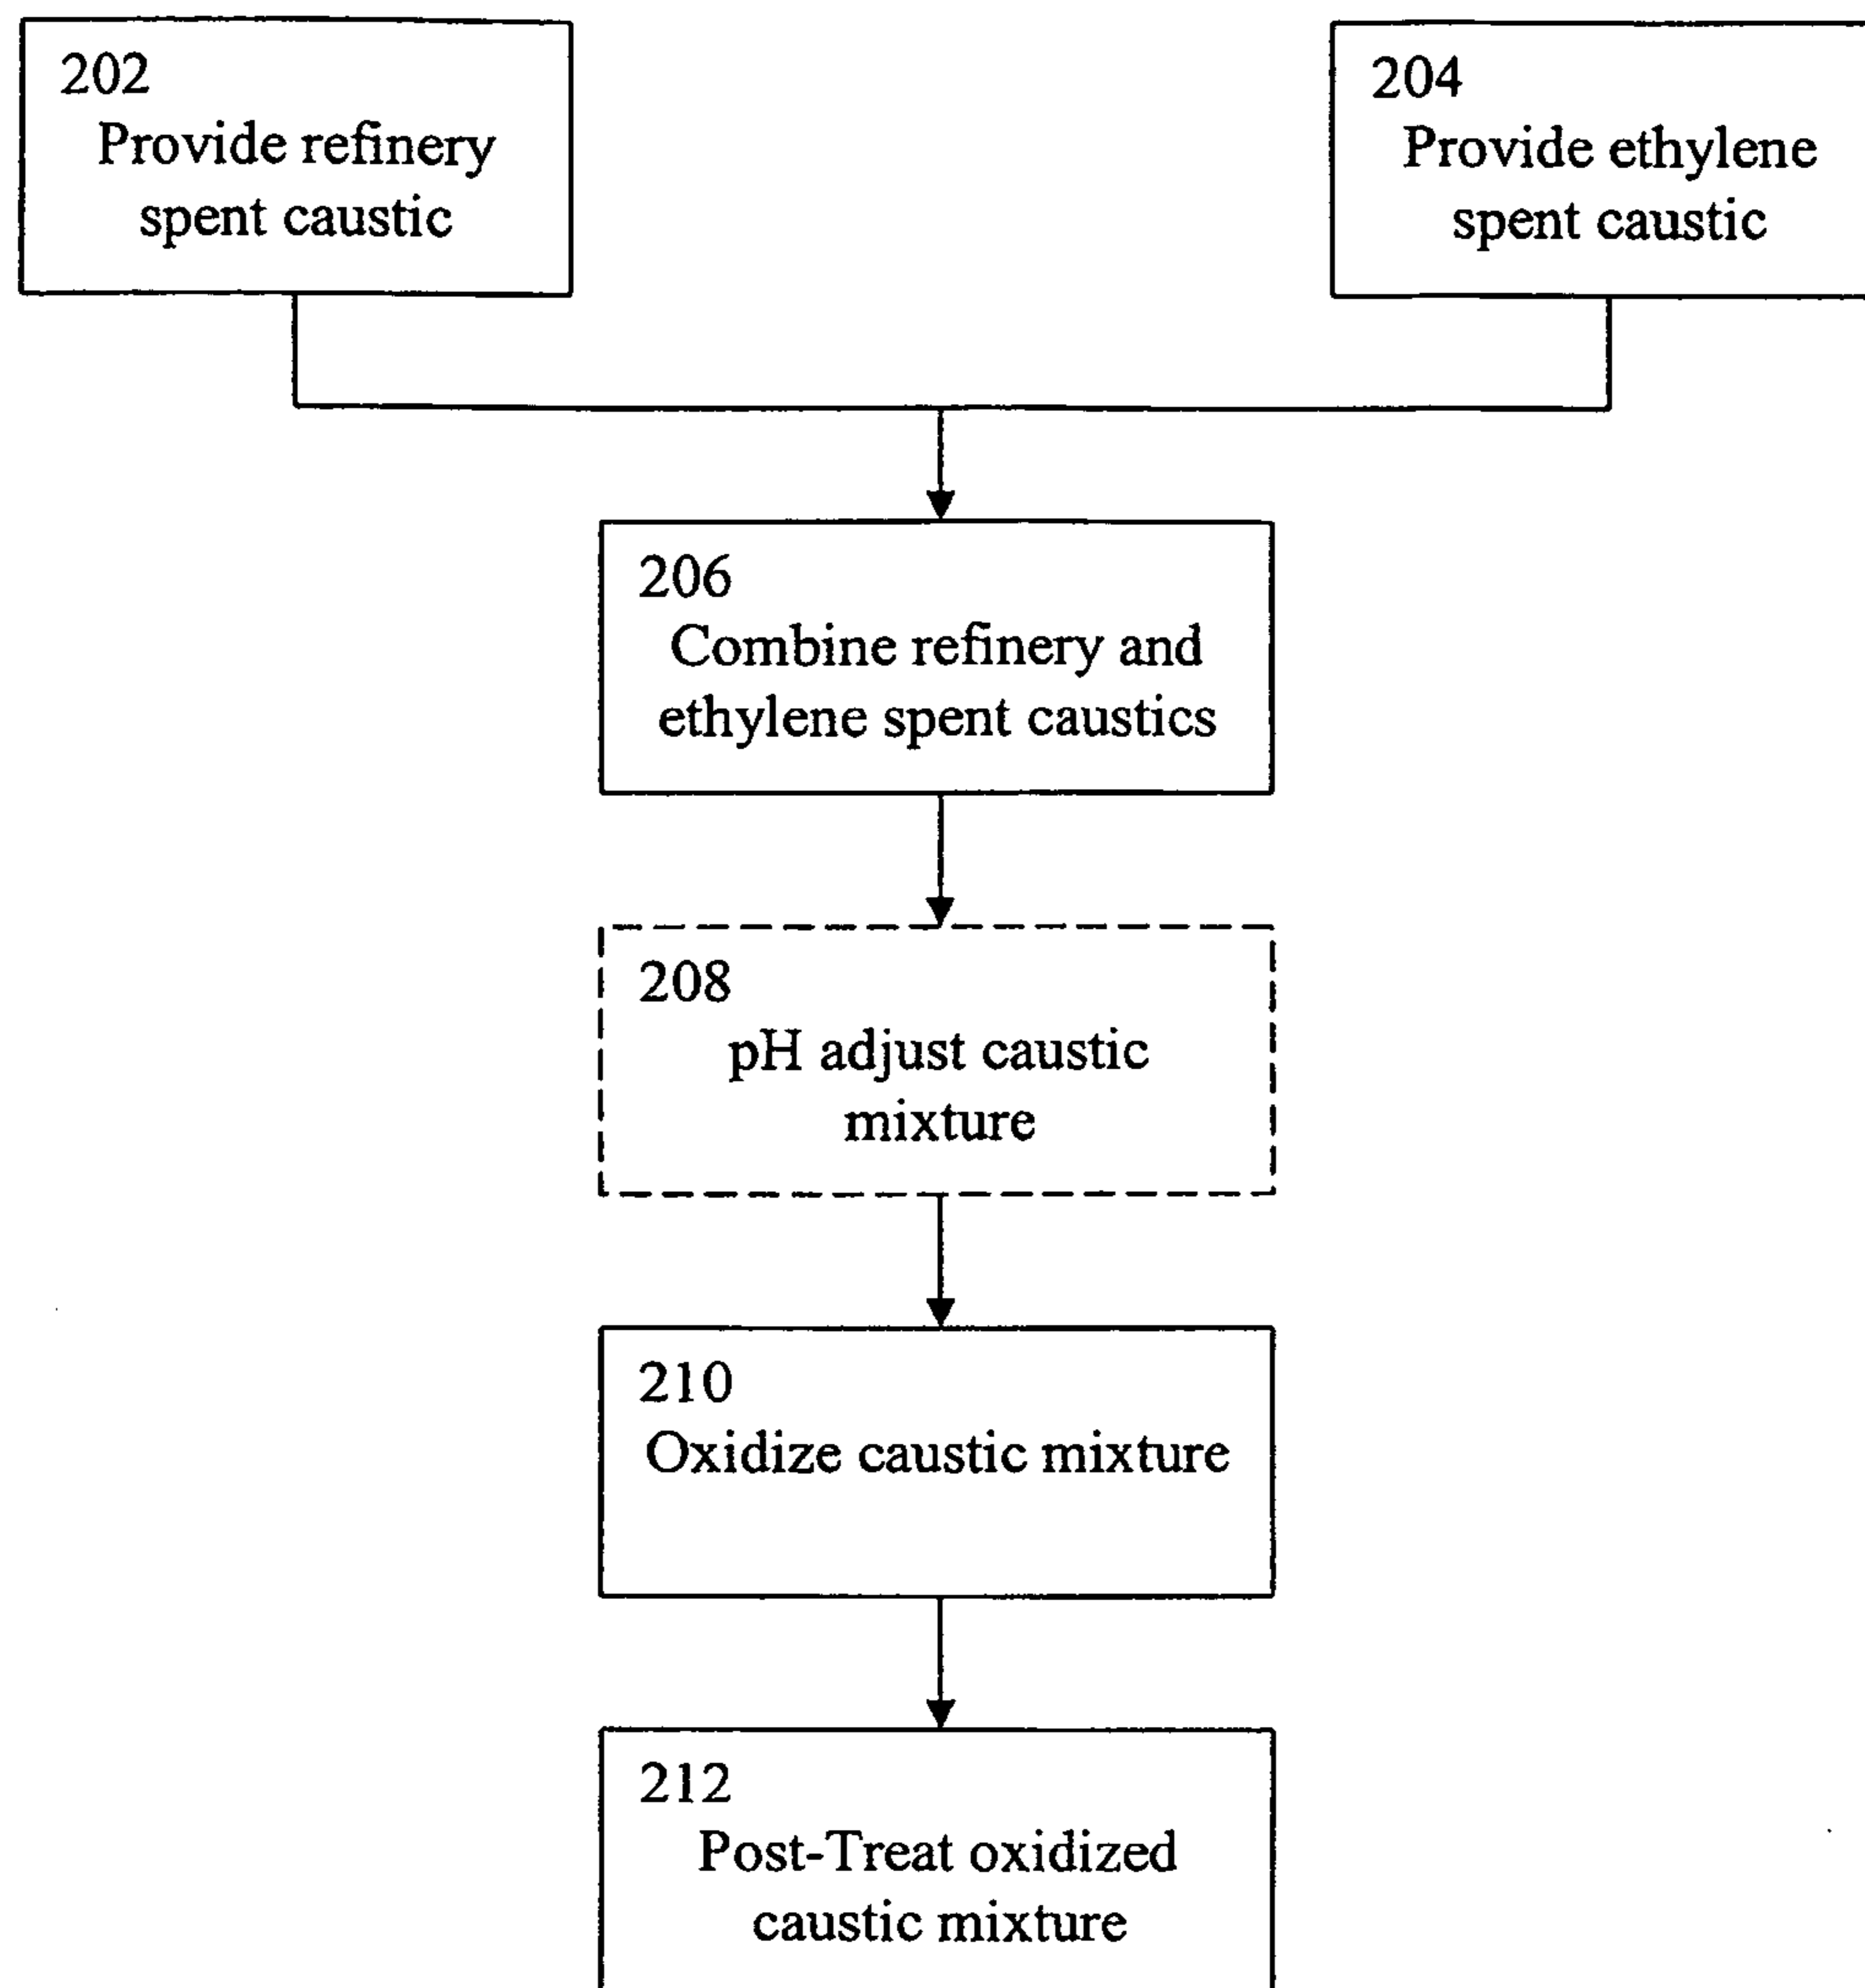 202
Provide refinery
spent caustic
204
Provide ethylene
spent caustic
206
Combine refinery and
ethylene spent caustics
208
pH adjust caustic
mixture
210
Oxidize caustic mixture
212
Post-Treat oxidized
caustic mixture